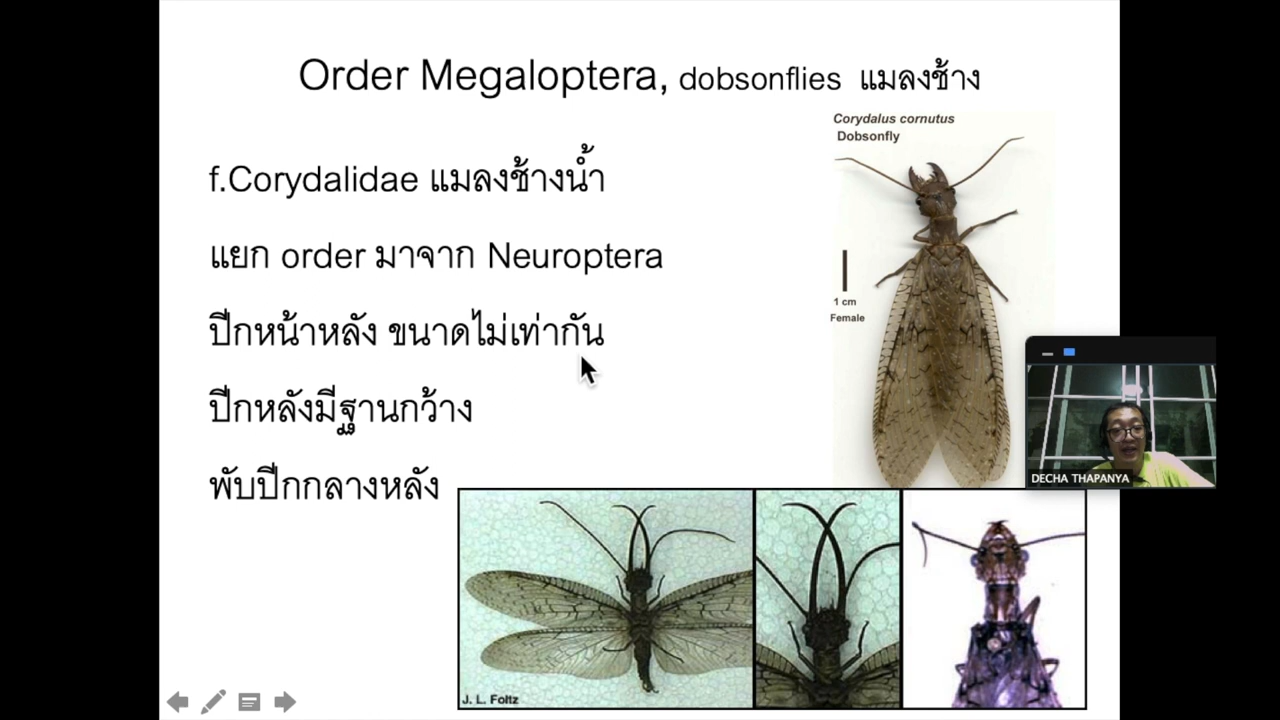 Order Megaloptera, dobsonflies แมลงช้าง
Corydalus cornutus
Dobsonfly
f.Corydalidae แมลงช้างน้ำ
แยก order มาจาก Neuroptera
1 cm
Female
ปีกหน้าหลัง ขนาดไม่เท่ากัน
ปีกหลังมีฐานกว้าง
DECHA THAPANYA
พับปีกกลางหลัง
J. L. Foltz